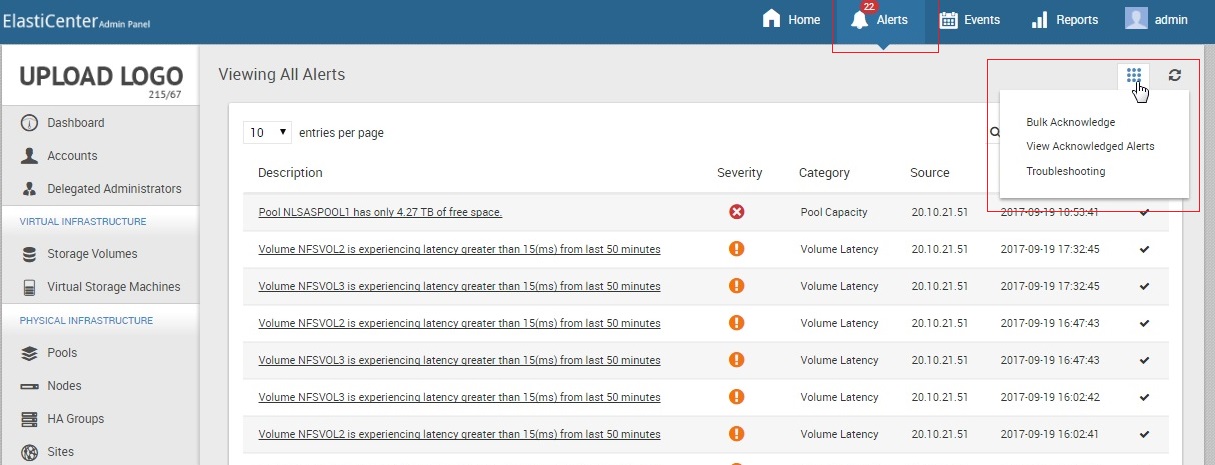 ElastiCenter Admin Panel
Home
22
Alerts
Events
Reports
admin
UPLOAD LOGO
215/67
Dashboard
Accounts
Delegated Administrators
VIRTUAL INFRASTRUCTURE
Storage Volumes
Virtual Storage Machines
PHYSICAL INFRASTRUCTURE
Pools
Nodes
HA Groups
Sites
Viewing All Alerts
Bulk Acknowledge
View Acknowledged Alerts
Troubleshooting
10 entries per page
Description Severity Category Source
Pool NLSASPOOL1 has only 4.27 TB of free space. Pool Capacity 20.10.21.51 2017-09-19 18:53:41
Volume NFSVOL2 is experiencing latency greater than 15(ms) from last 50 minutes Volume Latency 20.10.21.51 2017-09-19 17:32:45
Volume NFSVOL3 is experiencing latency greater than 15(ms) from last 50 minutes Volume Latency 20.10.21.51 2017-09-19 17:32:45
Volume NFSVOL2 is experiencing latency greater than 15(ms) from last 50 minutes Volume Latency 20.10.21.51 2017-09-19 16:47:43
Volume NFSVOL3 is experiencing latency greater than 15(ms) from last 50 minutes Volume Latency 20.10.21.51 2017-09-19 16:47:43
Volume NFSVOL3 is experiencing latency greater than 15(ms) from last 50 minutes Volume Latency 20.10.21.51 2017-09-19 16:02:42
Volume NFSVOL2 is experiencing latency greater than 15(ms) from last 50 minutes Volume Latency 20.10.21.51 2017-09-19 16:02:41